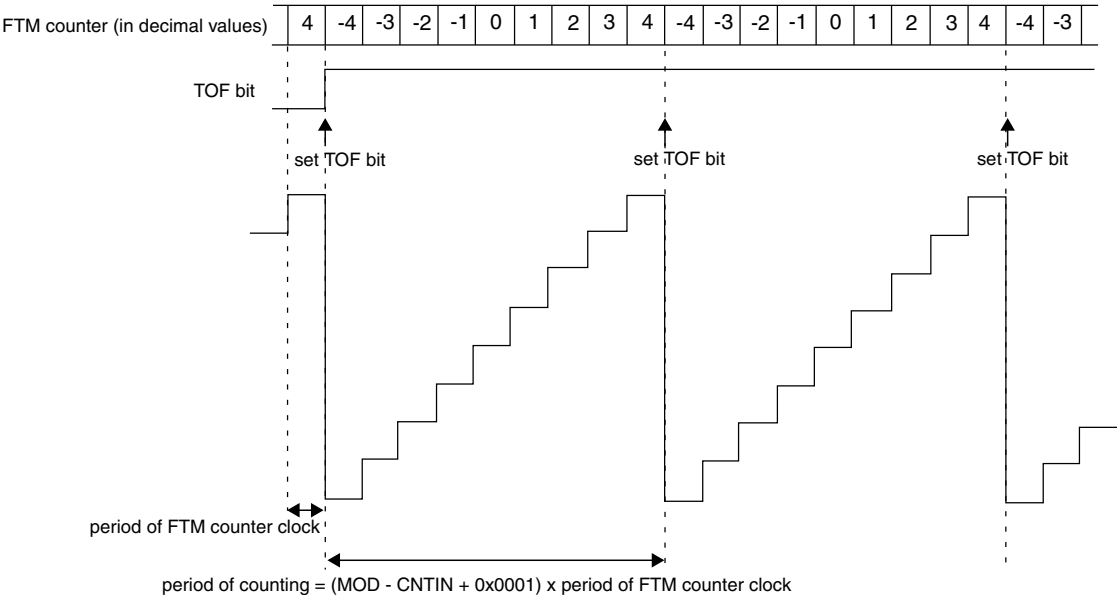 FTM counter (in decimal values) 4 -4 -3 -2 -1 0 1 2 3 4 -4 -3 -2 -1 0 1 2 3 4 -4 -3
TOF bit
set TOF bit set TOF bit set TOF bit
period of FTM counter clock
period of counting = (MOD - CNTIN + 0x0001) x period of FTM counter clock